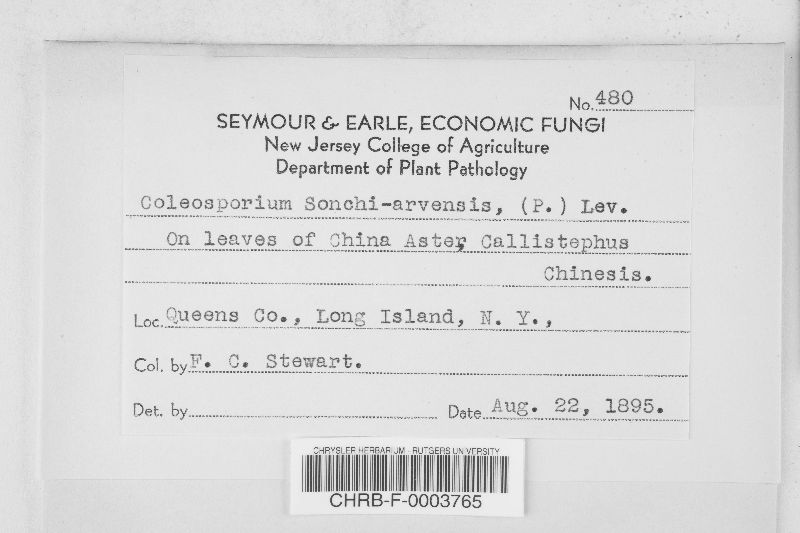 No. 480
SEYMOUR & EARLE, ECONOMIC FUNGI
New Jersey College of Agriculture
Department of Plant Pathology
Coleosporium Sonchi-arvensis, (P.) Lev.
On leaves of China Aster, Callistephus
Chinesis.
Loc. Queens Co., Long Island, N. Y.,
Col. by F. C. Stewart.
Det. by
Date Aug. 22, 1895.
CHRYSLER HERBARIUM - RUTGERS UNIVERSITY
CHRB-F-0003765